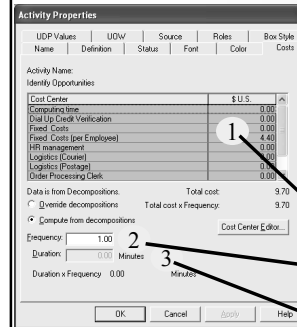 Activity Properties
UDP Values UOW Source Roles Box Style
Name Definition Status Font Color Costs
Activity Name:
Identify Opportunities
Cost Center $ U.S.
Computing time 0.00
Dial Up Credit Verification 0.00
Fixed Costs 0.00
Fixed Costs (per Employee) 4.40
HR management 0.00
Logistics (Courier) 0.00
Logistics (Postage) 0.00
Order Processing Clerk 0.00
1
Data is from Decompositions. Total cost: 9.70
Override decompositions Total cost x Frequency: 9.70
Compute from decompositions
Cost Center Editor...
Frequency: 1.00
2
Duration: 0.00 Minutes
3
Duration x Frequency 0.00 Minutes
OK Cancel Apply Help